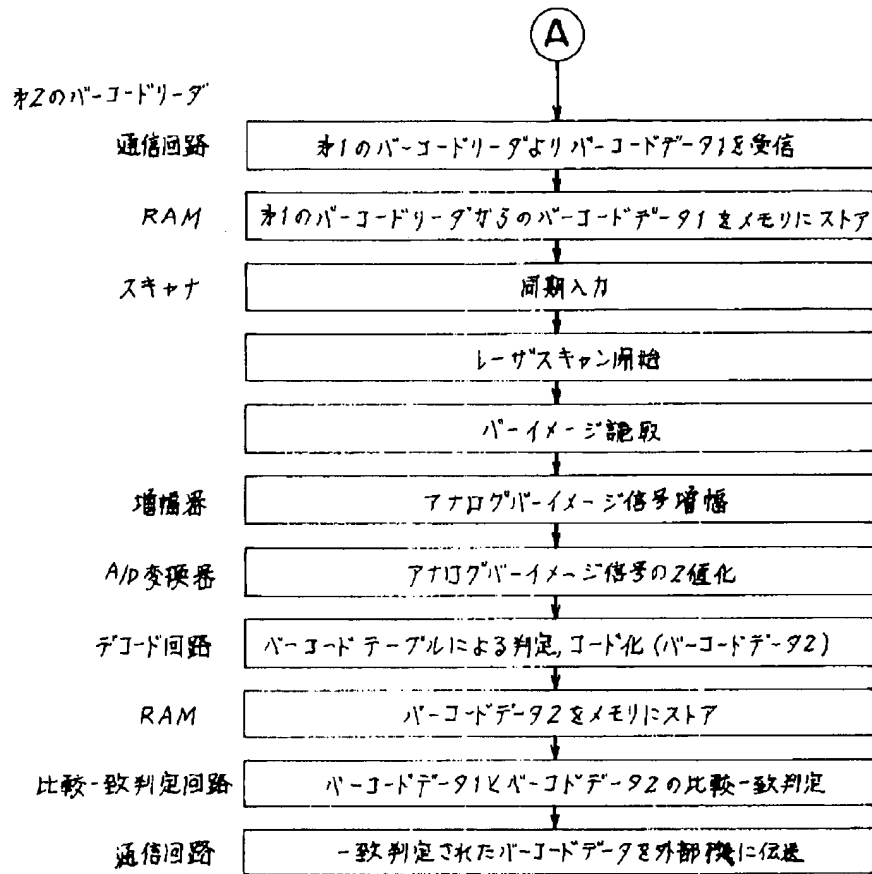 A
第2のバーコードリーダ
通信回路 第1のバーコードリーダよりバーコードデータ1を受信
RAM 第1のバーコードリーダからのバーコードデータ1をメモリにストア
スキャナ 同期入力
レーザスキャン開始
バーイメージ読取
増幅器 アナログバーイメージ信号増幅
A/D変換器 アナログバーイメージ信号の2値化
デコード回路 バーコードテーブルによる判定,コード化(バーコードデータ2)
RAM バーコードデータ2をメモリにストア
比較一致判定回路 バーコードデータ1とバーコードデータ2の比較一致判定
通信回路 一致判定されたバーコードデータを外部機に伝送